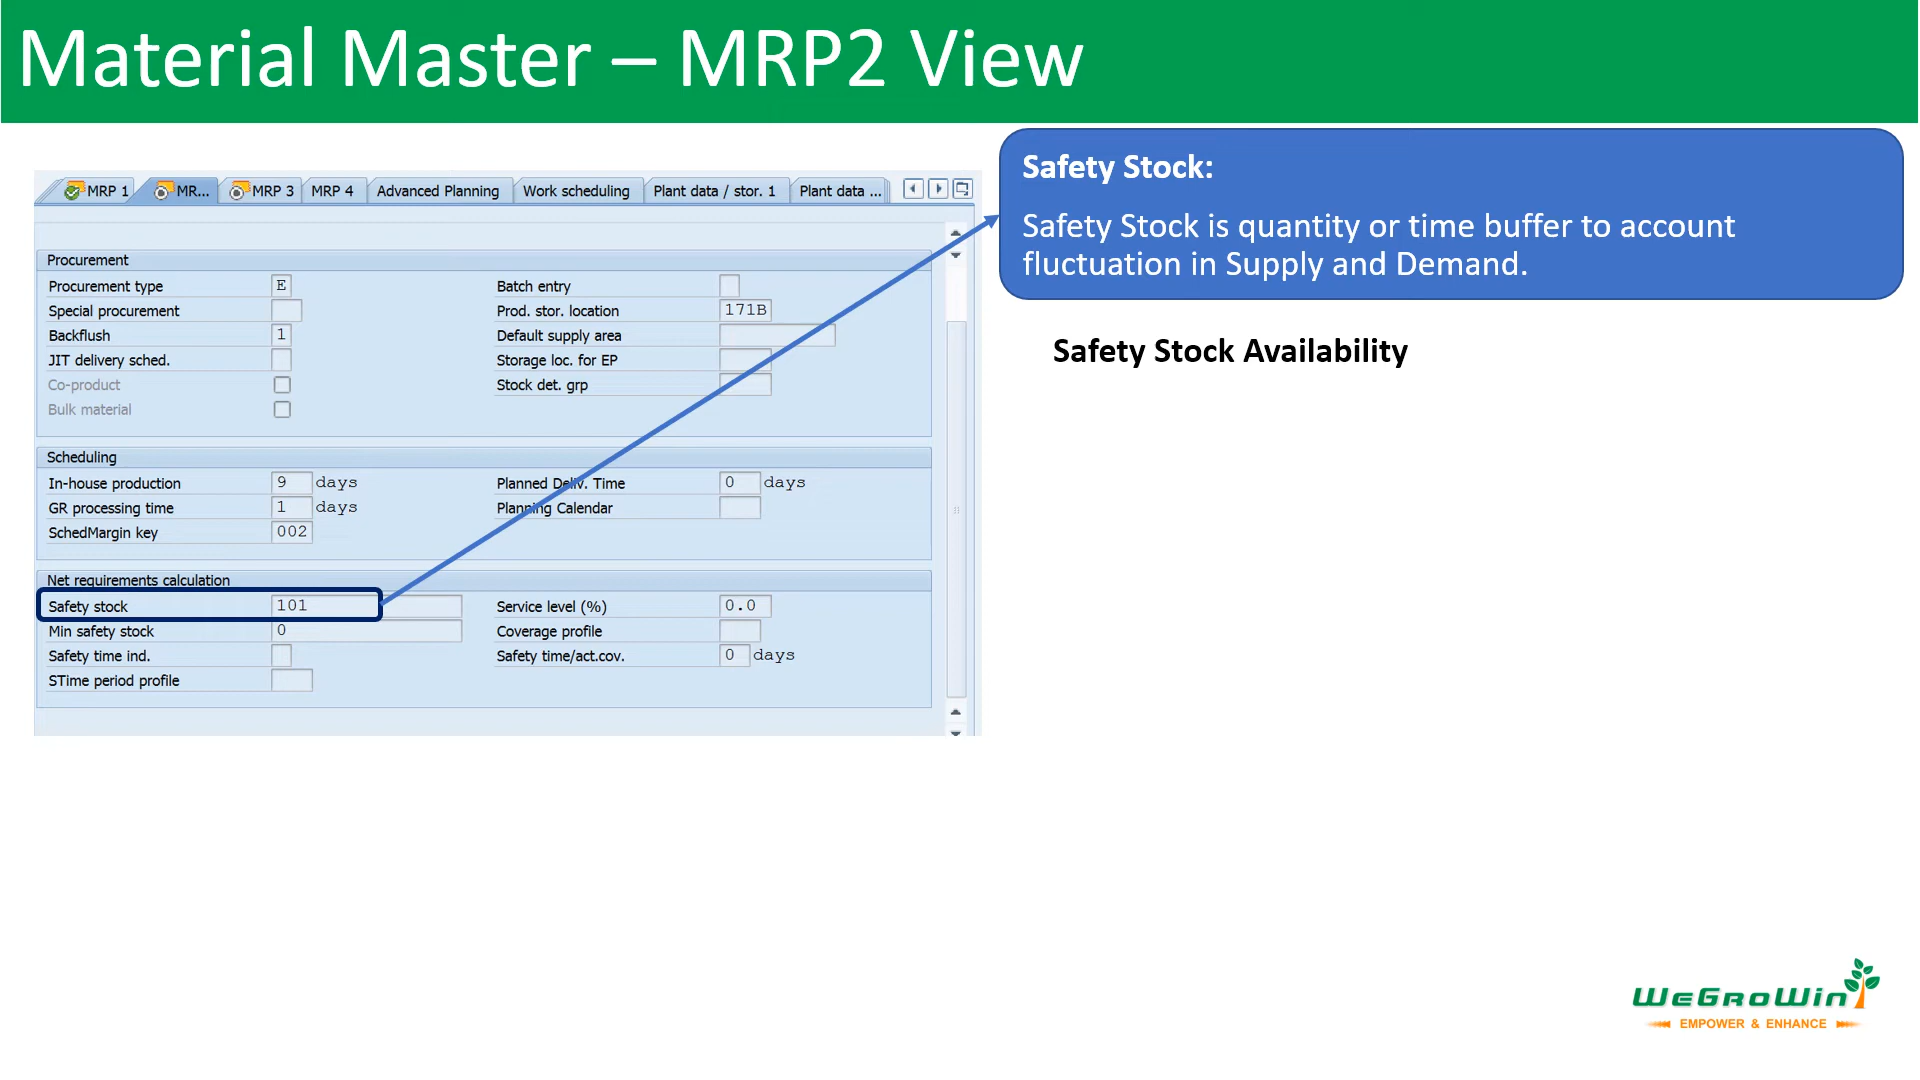 Material Master – MRP2 View
MRP 1 MR... MRP 3 MRP 4 Advanced Planning Work scheduling Plant data / stor. 1 Plant data ...
Safety Stock:
Safety Stock is quantity or time buffer to account
fluctuation in Supply and Demand.
Safety Stock Availability
Procurement
Procurement type E Batch entry
Special procurement Prod. stor. location 171B
Backflush 1 Default supply area
JIT delivery sched. Storage loc. for EP
Co-product Stock det. grp
Bulk material
Scheduling
In-house production 9 days Planned Deliv. Time 0 days
GR processing time 1 days Planning Calendar
SchedMargin key 002
Net requirements calculation
Safety stock 101 Service level (%) 0.0
Min safety stock 0 Coverage profile
Safety time ind. Safety time/act.cov. 0 days
STime period profile
WeGroWin
EMPOWER & ENHANCE